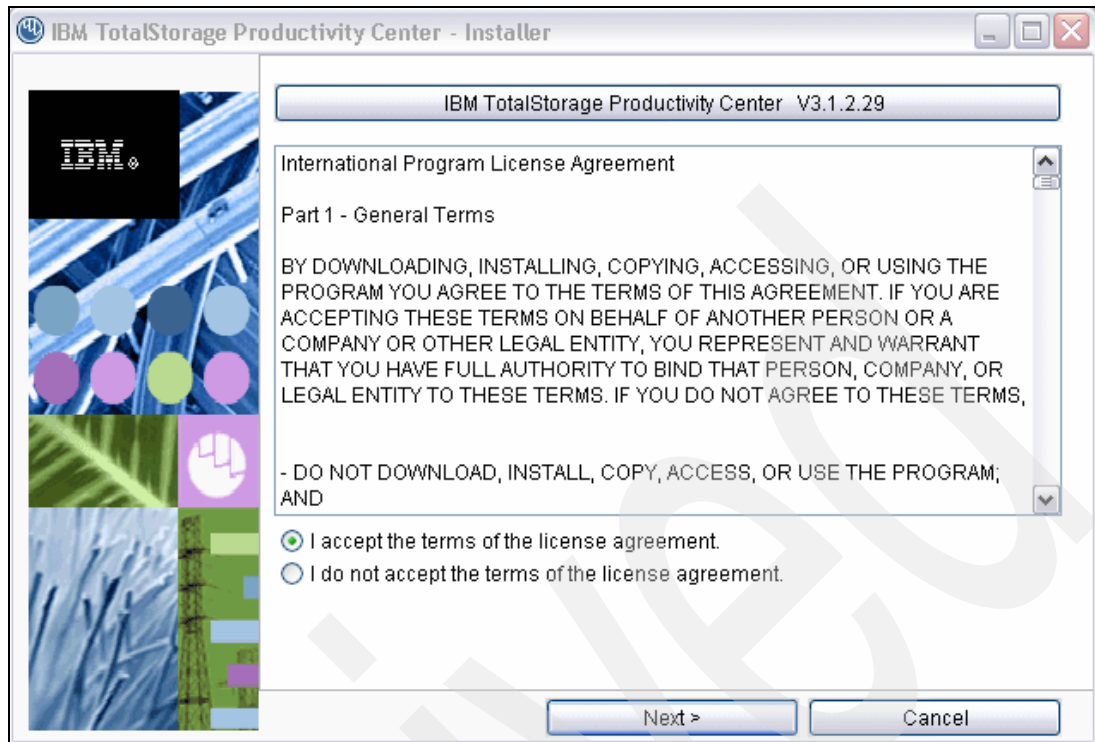 IBM TotalStorage Productivity Center - Installer
IBM
IBM TotalStorage Productivity Center V3.1.2.29
International Program License Agreement
Part 1 - General Terms
BY DOWNLOADING, INSTALLING, COPYING, ACCESSING, OR USING THE
PROGRAM YOU AGREE TO THE TERMS OF THIS AGREEMENT. IF YOU ARE
ACCEPTING THESE TERMS ON BEHALF OF ANOTHER PERSON OR A
COMPANY OR OTHER LEGAL ENTITY, YOU REPRESENT AND WARRANT
THAT YOU HAVE FULL AUTHORITY TO BIND THAT PERSON, COMPANY, OR
LEGAL ENTITY TO THESE TERMS. IF YOU DO NOT AGREE TO THESE TERMS,
- DO NOT DOWNLOAD, INSTALL, COPY, ACCESS, OR USE THE PROGRAM;
AND
I accept the terms of the license agreement.
I do not accept the terms of the license agreement.
Next >
Cancel